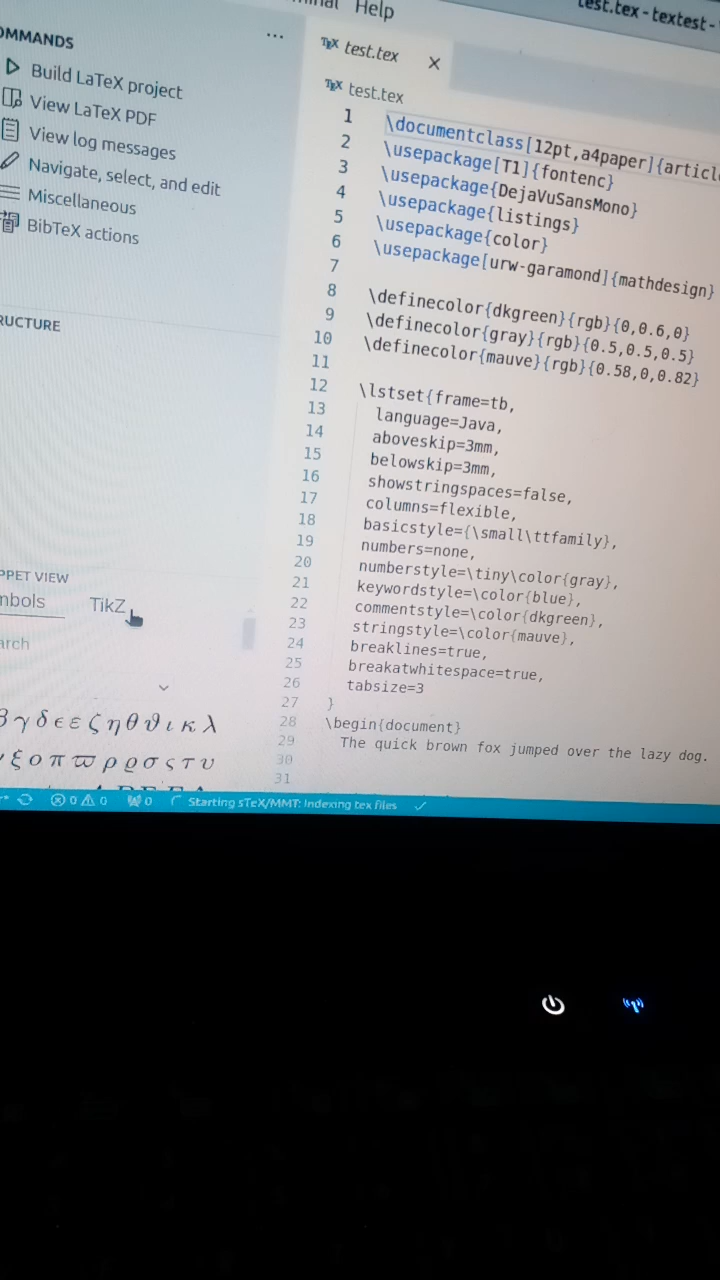 Help
test.tex - textest -
OMMANDS
...
Build LaTeX project
View LaTeX PDF
View log messages
Navigate, select, and edit
Miscellaneous
BibTeX actions
RUCTURE
PPET VIEW
mbols TikZ
arch
β γ δ ϵ ε ζ η θ ϑ ι κ λ
ξ ο π ϖ ρ ϱ σ ς τ υ
TEX test.tex ×
TEX test.tex
1 \documentclass[12pt,a4paper]{article
2 \usepackage[T1]{fontenc}
3 \usepackage{DejaVuSansMono}
4 \usepackage{listings}
5 \usepackage{color}
6 \usepackage[urw-garamond]{mathdesign}
7
8 \definecolor{dkgreen}{rgb}{0,0.6,0}
9 \definecolor{gray}{rgb}{0.5,0.5,0.5}
10 \definecolor{mauve}{rgb}{0.58,0,0.82}
11
12 \lstset{frame=tb,
13 language=Java,
14 aboveskip=3mm,
15 belowskip=3mm,
16 showstringspaces=false,
17 columns=flexible,
18 basicstyle={\small\ttfamily},
19 numbers=none,
20 numberstyle=\tiny\color{gray},
21 keywordstyle=\color{blue},
22 commentstyle=\color{dkgreen},
23 stringstyle=\color{mauve},
24 breaklines=true,
25 breakatwhitespace=true,
26 tabsize=3
27 }
28 \begin{document}
29 The quick brown fox jumped over the lazy dog.
30
31
0 0 0 Starting sTeX/MMT: Indexing tex files